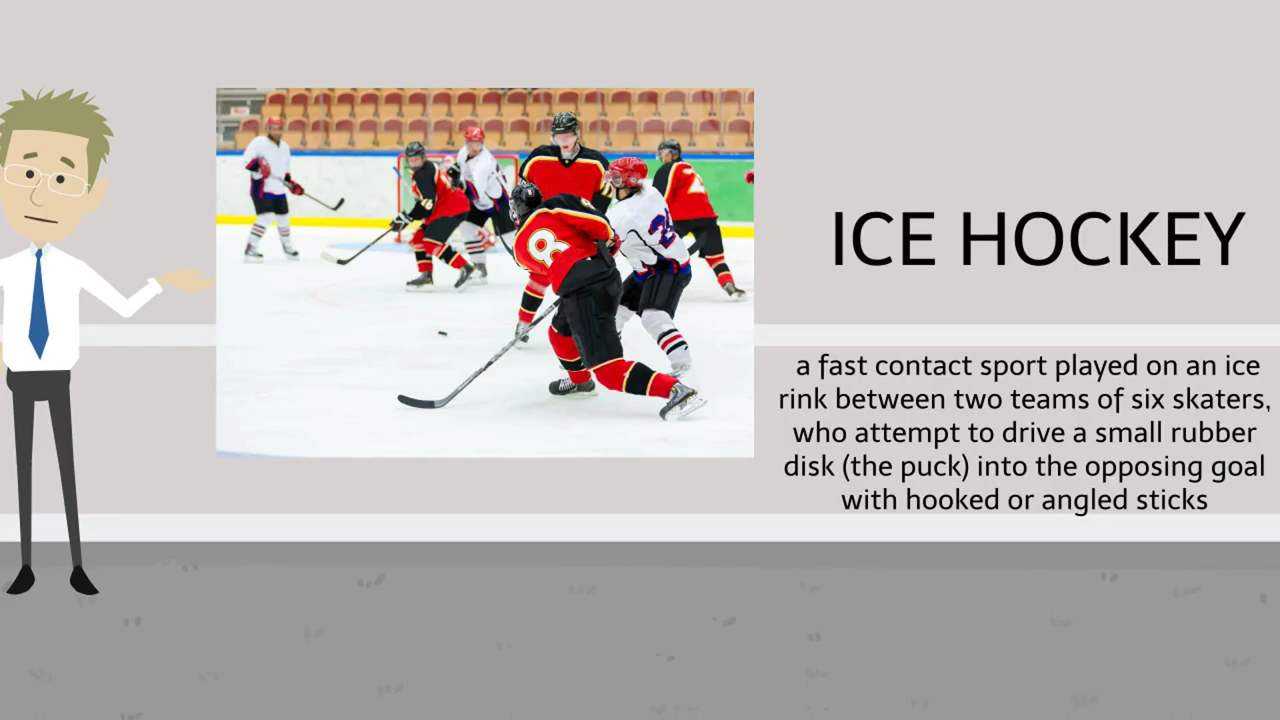 ICE HOCKEY
a fast contact sport played on an ice
rink between two teams of six skaters,
who attempt to drive a small rubber
disk (the puck) into the opposing goal
with hooked or angled sticks
8